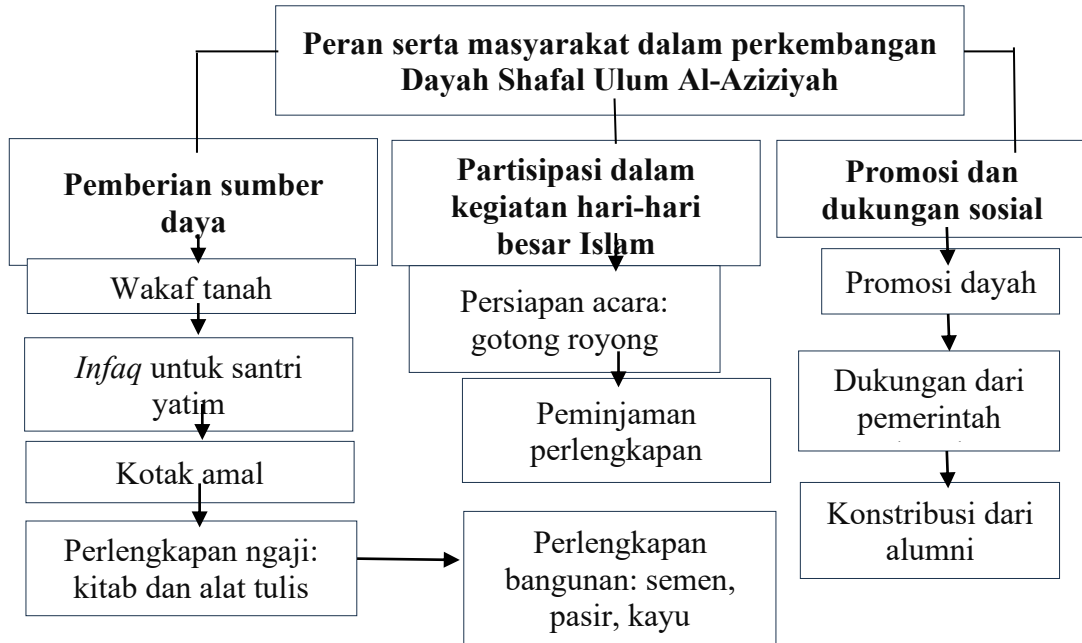 Peran serta masyarakat dalam perkembangan
Dayah Shafal Ulum Al-Aziziyah
Pemberian sumber
daya
Wakaf tanah
Infaq untuk santri
yatim
Kotak amal
Perlengkapan ngaji:
kitab dan alat tulis
Perlengkapan
bangunan: semen,
pasir, kayu
Partisipasi dalam
kegiatan hari-hari
besar Islam
Persiapan acara:
gotong royong
Peminjaman
perlengkapan
Promosi dan
dukungan sosial
Promosi dayah
Dukungan dari
pemerintah
Konstribusi dari
alumni